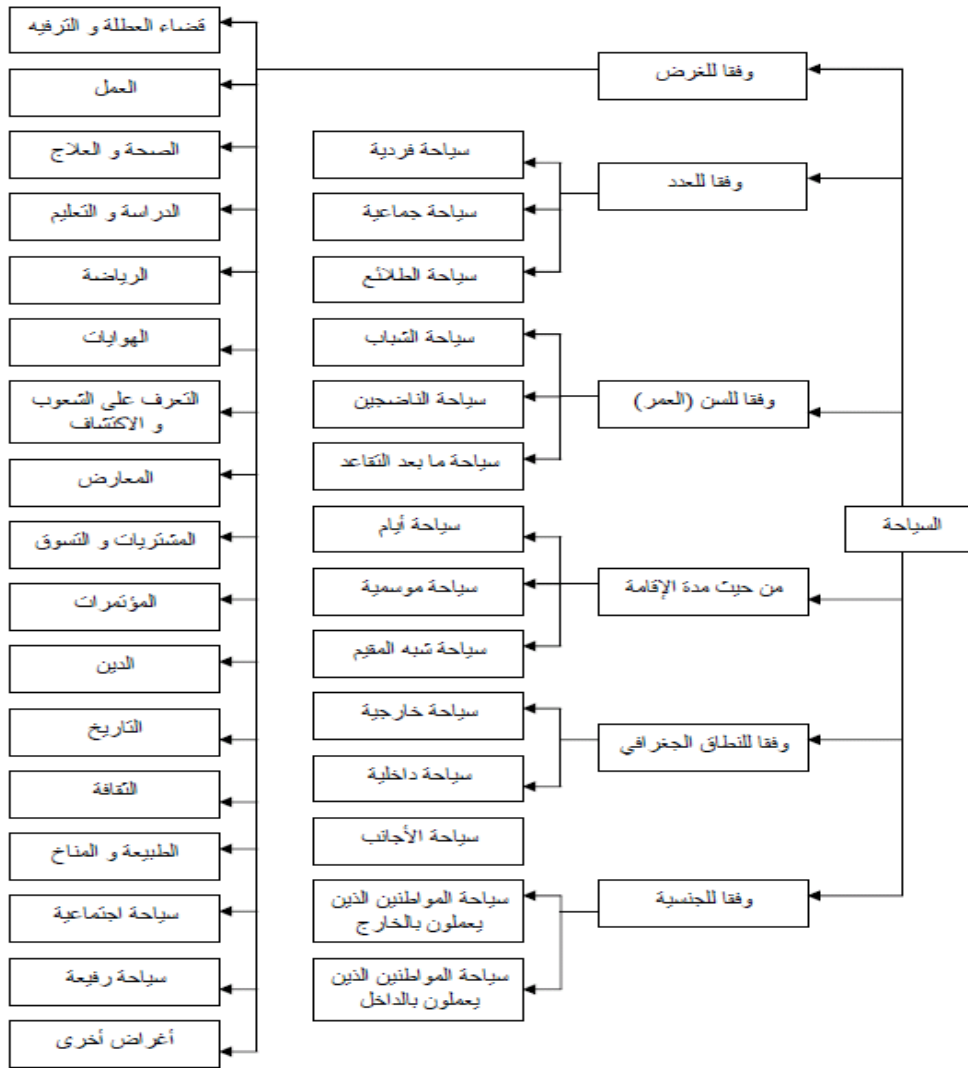 السياحة
وفقا للغرض
قضاء العطلة و الترفيه
العمل
الصحة و العلاج
الدراسة و التعليم
الرياضة
الهوايات
التعرف على الشعوب
و الاكتشاف
المعارض
المشتريات و التسوق
المؤتمرات
الدين
التاريخ
الثقافة
الطبيعة و المناخ
سياحة اجتماعية
سياحة رفيعة
أغراض أخرى
وفقا للعدد
سياحة فردية
سياحة جماعية
سياحة الطلائع
وفقا للسن (العمر)
سياحة الشباب
سياحة الناضجين
سياحة ما بعد التقاعد
من حيث مدة الإقامة
سياحة أيام
سياحة موسمية
سياحة شبه المقيم
وفقا للنطاق الجغرافي
سياحة خارجية
سياحة داخلية
وفقا للجنسية
سياحة الأجانب
سياحة المواطنين الذين
يعملون بالخارج
سياحة المواطنين الذين
يعملون بالداخل